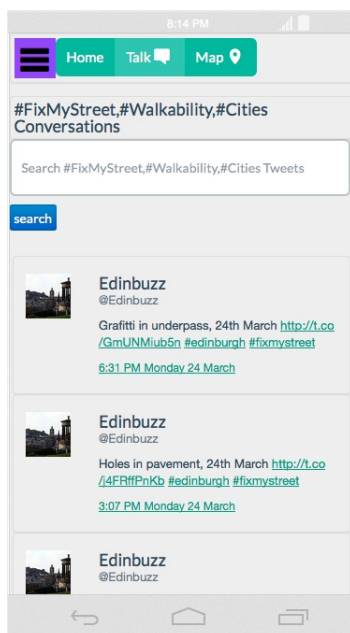 8:14 PM
Home Talk Map
#FixMyStreet,#Walkability,#Cities
Conversations
Search #FixMyStreet,#Walkability,#Cities Tweets
search
Edinbuzz
@Edinbuzz
Grafitti in underpass, 24th March http://t.co
/GmUNMiub5n #edinburgh #fixmystreet
6:31 PM Monday 24 March
Edinbuzz
@Edinbuzz
Holes in pavement, 24th March http://t.co
/j4FRffPnKb #edinburgh #fixmystreet
3:07 PM Monday 24 March
Edinbuzz
@Edinbuzz